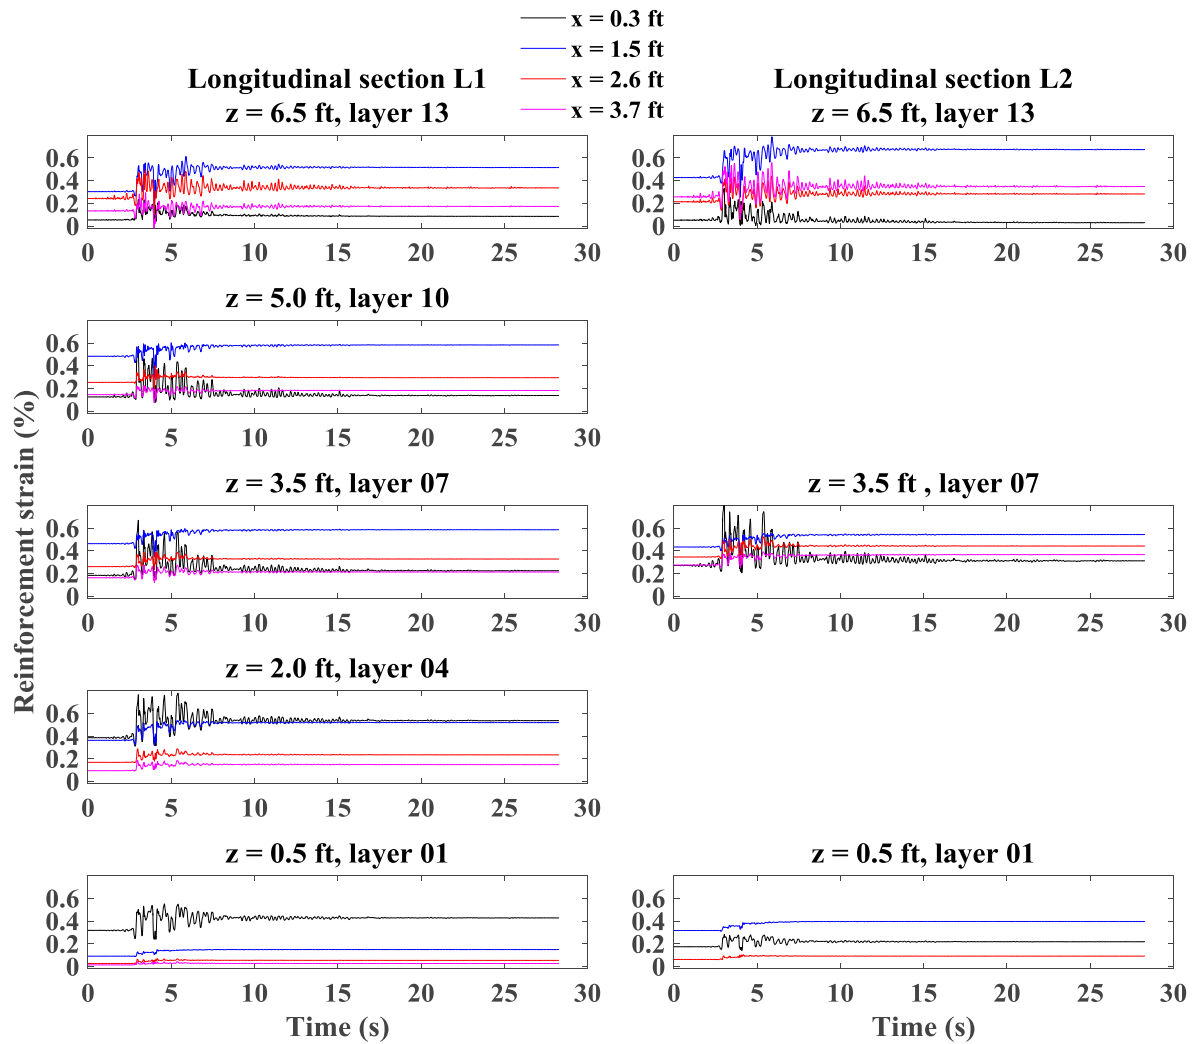 x = 0.3 ft
x = 1.5 ft
x = 2.6 ft
x = 3.7 ft
Longitudinal section L1
z = 6.5 ft, layer 13
0.6
0.4
0.2
0
0 5 10 15 20 25 30
Longitudinal section L2
z = 6.5 ft, layer 13
0.6
0.4
0.2
0
0 5 10 15 20 25 30
z = 5.0 ft, layer 10
0.6
0.4
0.2
0
0 5 10 15 20 25 30
Reinforcement strain (%)
z = 3.5 ft, layer 07
0.6
0.4
0.2
0
0 5 10 15 20 25 30
z = 3.5 ft , layer 07
0.6
0.4
0.2
0
0 5 10 15 20 25 30
z = 2.0 ft, layer 04
0.6
0.4
0.2
0
0 5 10 15 20 25 30
z = 0.5 ft, layer 01
0.6
0.4
0.2
0
0 5 10 15 20 25 30
Time (s)
z = 0.5 ft, layer 01
0.6
0.4
0.2
0
0 5 10 15 20 25 30
Time (s)